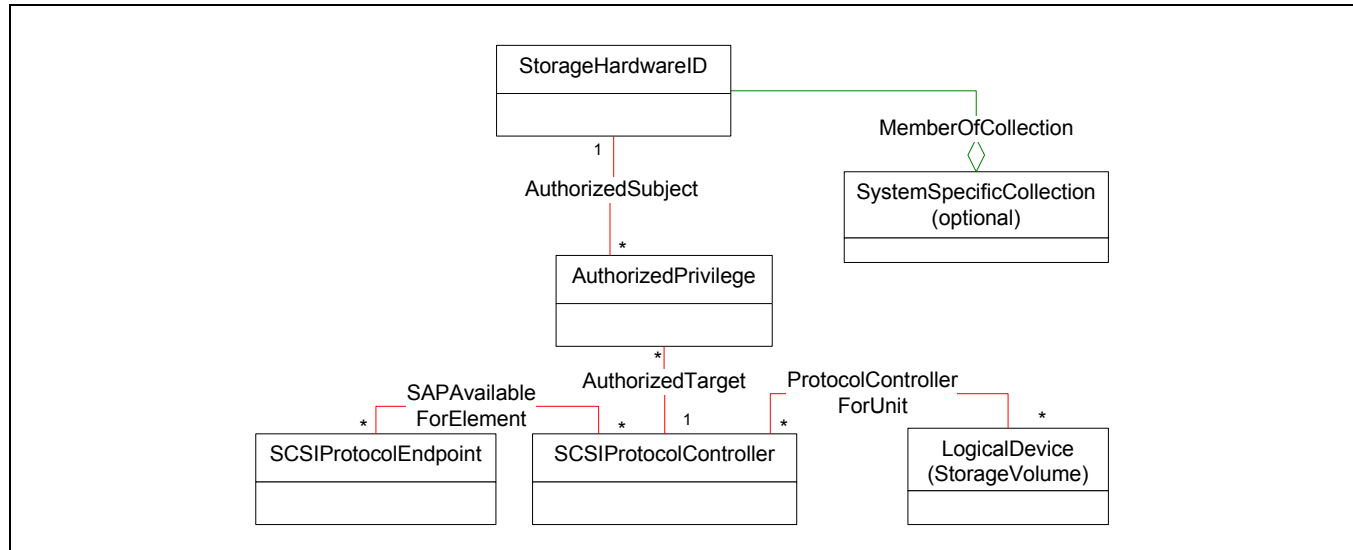 StorageHardwareID
MemberOfCollection
1
AuthorizedSubject
SystemSpecificCollection
(optional)
*
AuthorizedPrivilege
*
SAPAvailable
ForElement
AuthorizedTarget
ProtocolController
ForUnit
*
*
1
*
*
SCSIProtocolEndpoint
SCSIProtocolController
LogicalDevice
(StorageVolume)